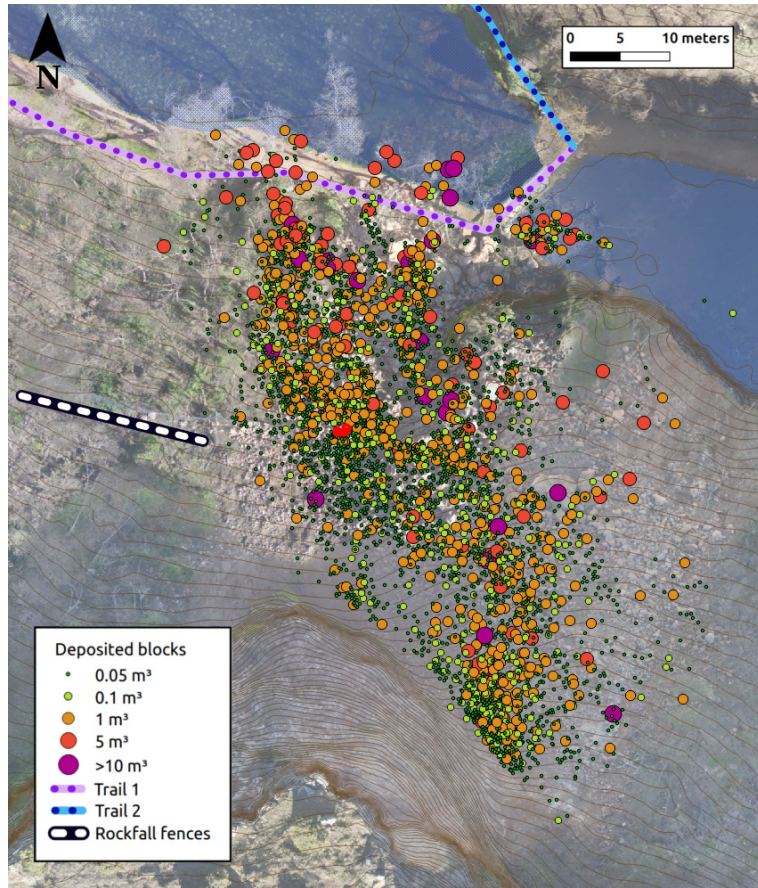 N
0 5 10 meters
Deposited blocks
0.05 m³
0.1 m³
1 m³
5 m³
>10 m³
Trail 1
Trail 2
Rockfall fences